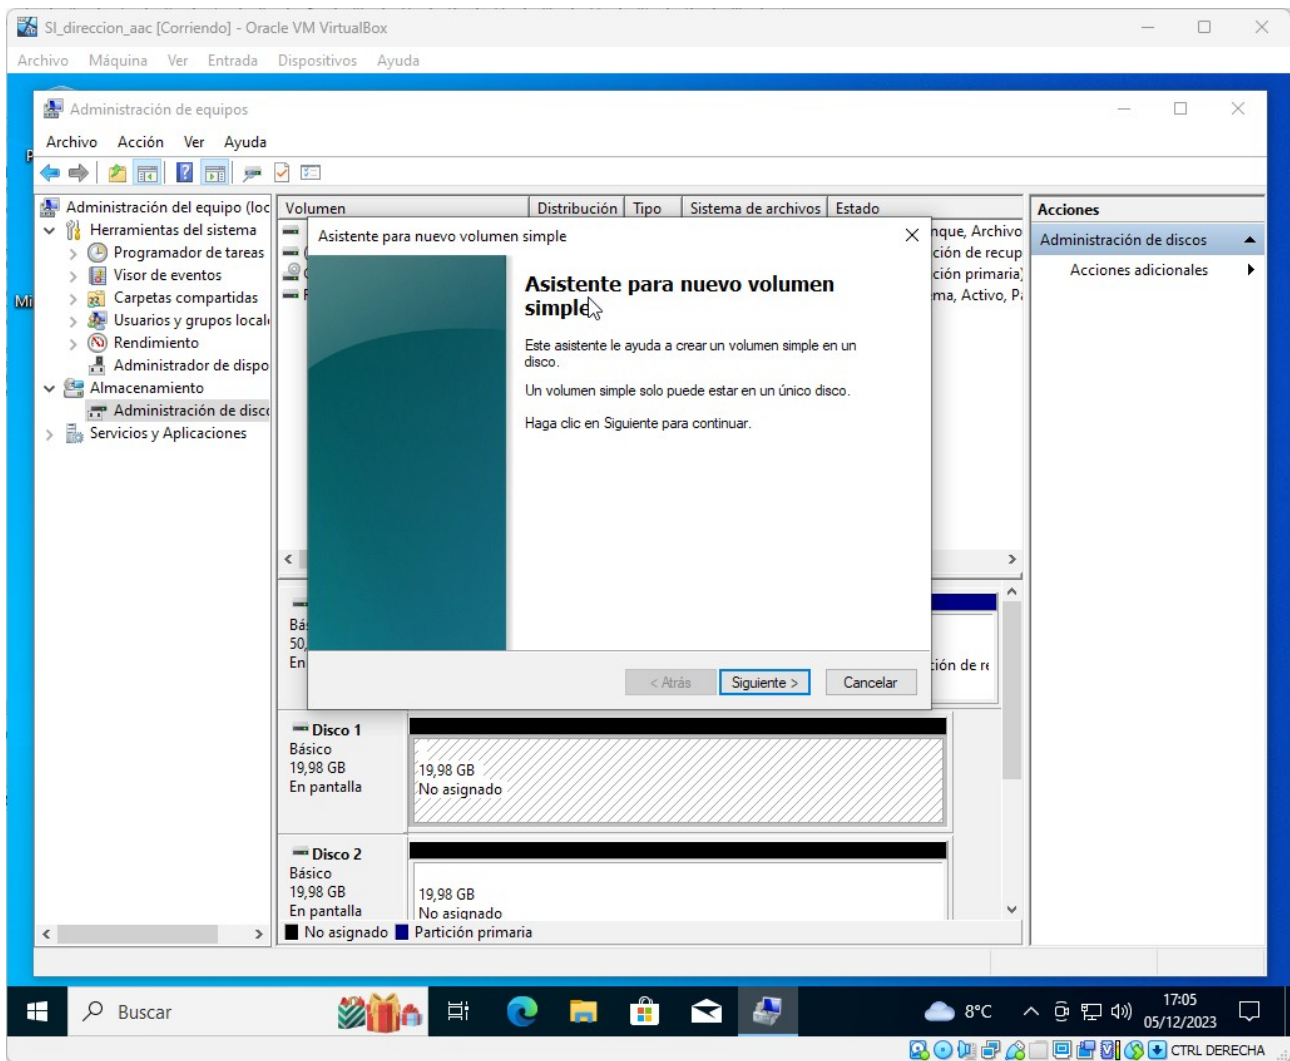 SI_direccion_aac [Corriendo] - Oracle VM VirtualBox
Archivo Máquina Ver Entrada Dispositivos Ayuda
Administración de equipos
Archivo Acción Ver Ayuda
Administración del equipo (loc
Herramientas del sistema
Programador de tareas
Visor de eventos
Carpetas compartidas
Usuarios y grupos local
Rendimiento
Administrador de dispo
Almacenamiento
Administración de disc
Servicios y Aplicaciones
Volumen Distribución Tipo Sistema de archivos Estado
nque, Archivo
ción de recup
ción primaria)
ma, Activo, Pa
Acciones
Administración de discos
Acciones adicionales
Mi
Asistente para nuevo volumen simple
Asistente para nuevo volumen
simple
Este asistente le ayuda a crear un volumen simple en un
disco.
Un volumen simple solo puede estar en un único disco.
Haga clic en Siguiente para continuar.
< Atrás Siguiente > Cancelar
Bás
50,
En
ción de re
Disco 1
Básico
19,98 GB
En pantalla
19,98 GB
No asignado
Disco 2
Básico
19,98 GB
En pantalla
19,98 GB
No asignado
No asignado Partición primaria
Buscar
8°C
17:05
05/12/2023
CTRL DERECHA